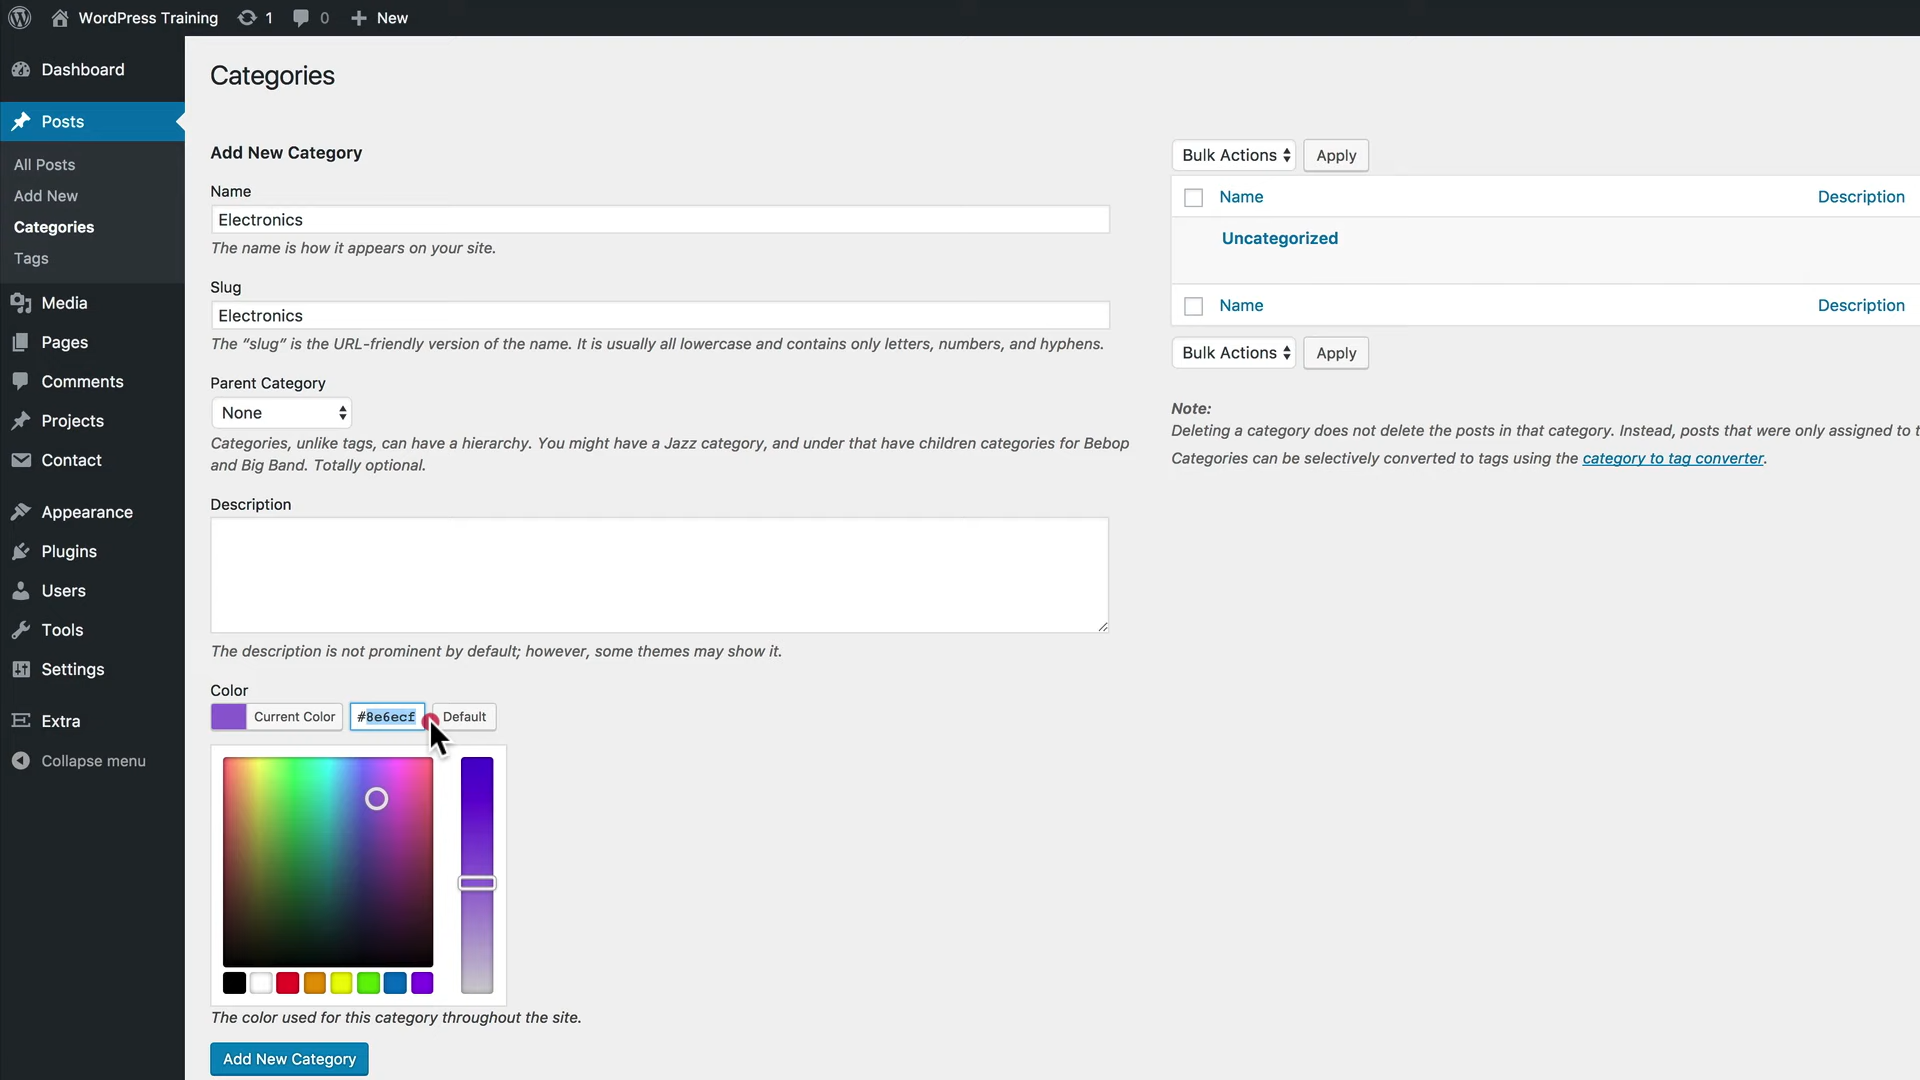 WordPress Training 1 0 New
Dashboard
Posts
All Posts
Add New
Categories
Tags
Media
Pages
Comments
Projects
Contact
Appearance
Plugins
Users
Tools
Settings
Extra
Collapse menu
Categories
Add New Category
Name
Electronics
The name is how it appears on your site.
Slug
Electronics
The “slug” is the URL-friendly version of the name. It is usually all lowercase and contains only letters, numbers, and hyphens.
Parent Category
None
Categories, unlike tags, can have a hierarchy. You might have a Jazz category, and under that have children categories for Bebop
and Big Band. Totally optional.
Description
The description is not prominent by default; however, some themes may show it.
Color
Current Color #8e6ecf Default
The color used for this category throughout the site.
Add New Category
Bulk Actions Apply
Name Description
Uncategorized
Name Description
Bulk Actions Apply
Note:
Deleting a category does not delete the posts in that category. Instead, posts that were only assigned to
Categories can be selectively converted to tags using the category to tag converter.